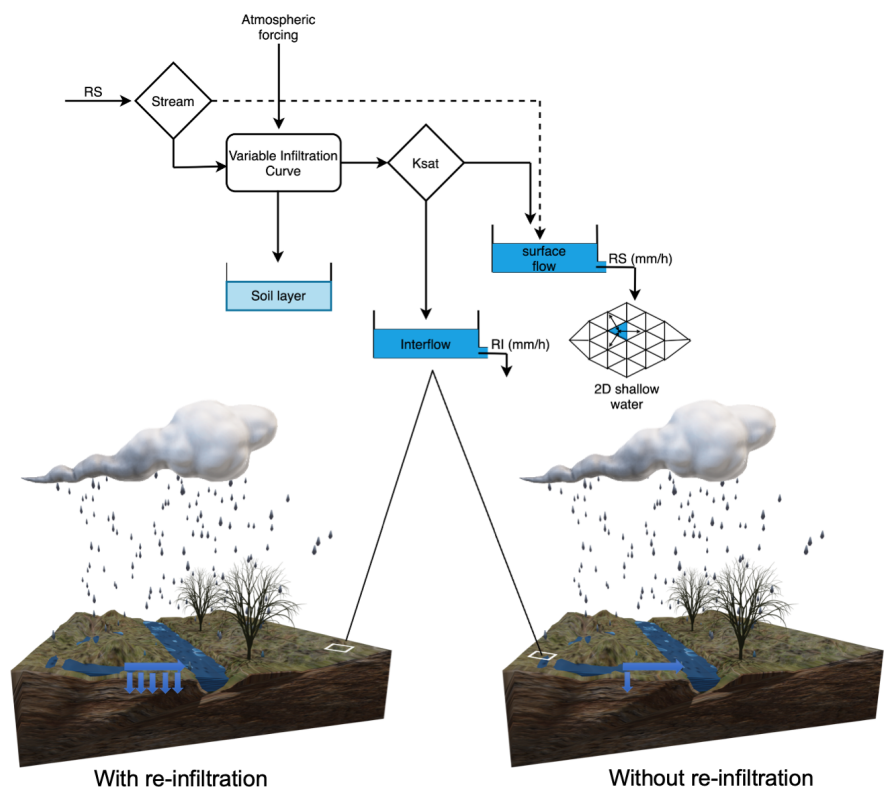 Atmospheric
forcing
RS
Stream
Variable Infiltration
Curve
Ksat
surface
flow
RS (mm/h)
Soil layer
Interflow
RI (mm/h)
2D shallow
water
With re-infiltration
Without re-infiltration